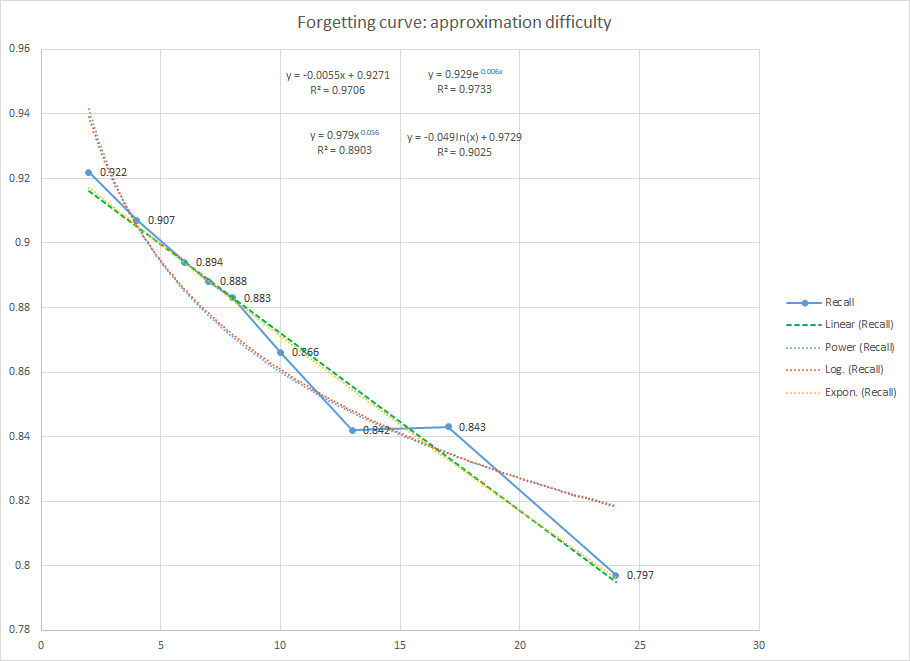 Forgetting curve: approximation difficulty
0.96
y = -0.0055x + 0.9271
R² = 0.9706
y = 0.929e^-0.006x
R² = 0.9733
0.94
y = 0.979x^-0.056
R² = 0.8903
y = -0.049ln(x) + 0.9729
R² = 0.9025
0.92
0.922
0.907
0.9
0.894
0.888
0.883
0.88
0.866
0.86
0.842
0.843
0.84
0.82
0.8
0.797
0.78
0 5 10 15 20 25 30
Recall
Linear (Recall)
Power (Recall)
Log. (Recall)
Expon. (Recall)